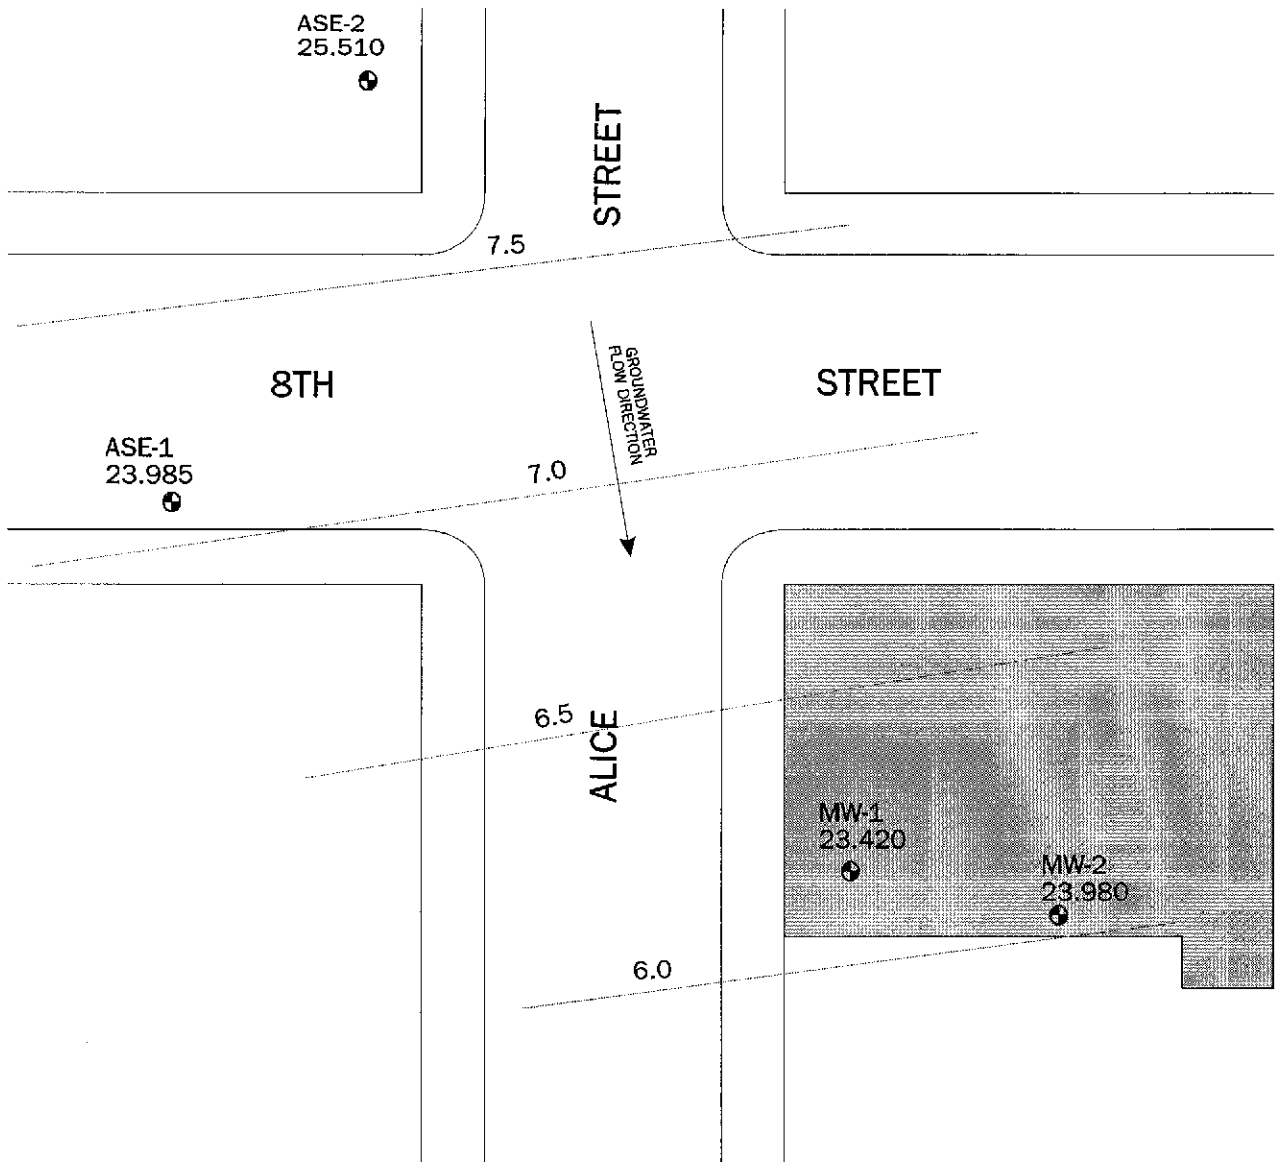 ASE-2
25.510
STREET
7.5
GROUNDWATER
FLOW DIRECTION
8TH
STREET
ASE-1
23.985
7.0
6.5
ALICE
MW-1
23.420
MW-2
23.980
6.0